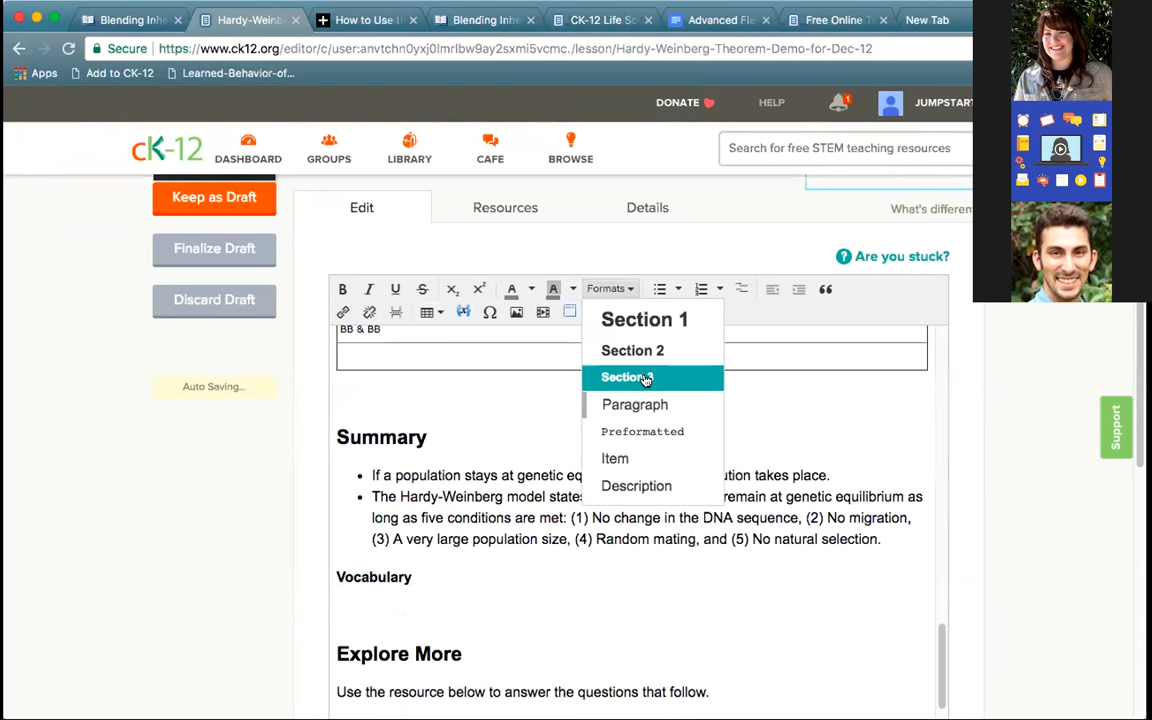 Blending Inhe
Hardy-Weinb
How to Use t
Blending Inhe
CK-12 Life Sc
Advanced Fle
Free Online T
New Tab
Secure
https://www.ck12.org/editor/c/user:anvtchn0yxj0lmrlbw9ay2sxmi5vcmc./lesson/Hardy-Weinberg-Theorem-Demo-for-Dec-12
Apps
Add to CK-12
Learned-Behavior-of...
DONATE
HELP
1
JUMPSTART
cK-12
DASHBOARD
GROUPS
LIBRARY
CAFE
BROWSE
Search for free STEM teaching resources
Keep as Draft
Edit
Resources
Details
What's differen
Finalize Draft
? Are you stuck?
Discard Draft
B I U S X₂ X² A A Formats
BB & BB
Section 1
Section 2
Section 3
Auto Saving...
Paragraph
Preformatted
Item
Description
Summary
If a population stays at genetic eq
ution takes place.
The Hardy-Weinberg model states
remain at genetic equilibrium as
long as five conditions are met: (1) No change in the DNA sequence, (2) No migration,
(3) A very large population size, (4) Random mating, and (5) No natural selection.
Vocabulary
Explore More
Use the resource below to answer the questions that follow.
Support